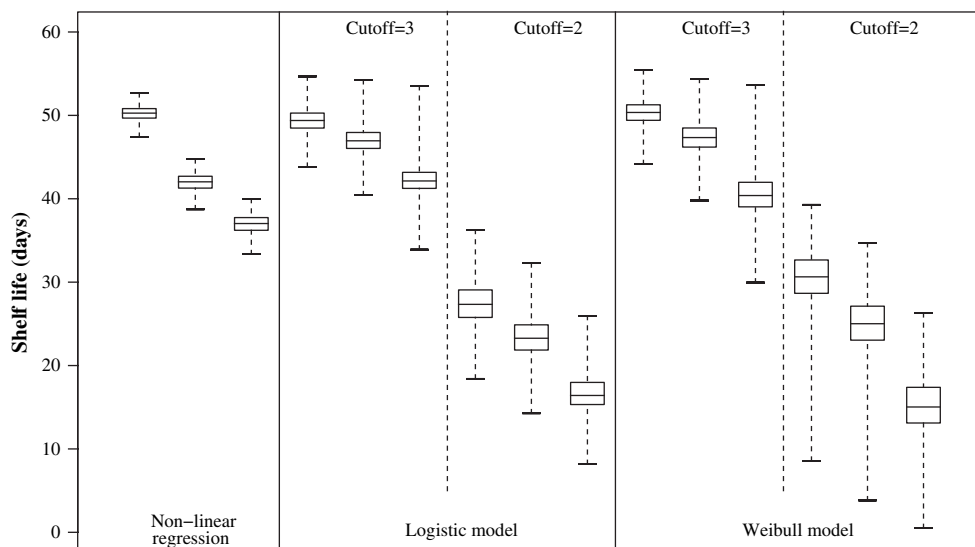 Cutoff=3
Cutoff=2
Cutoff=3
Cutoff=2
60
50
40
30
20
10
0
Shelf life (days)
Non-linear
regression
Logistic model
Weibull model